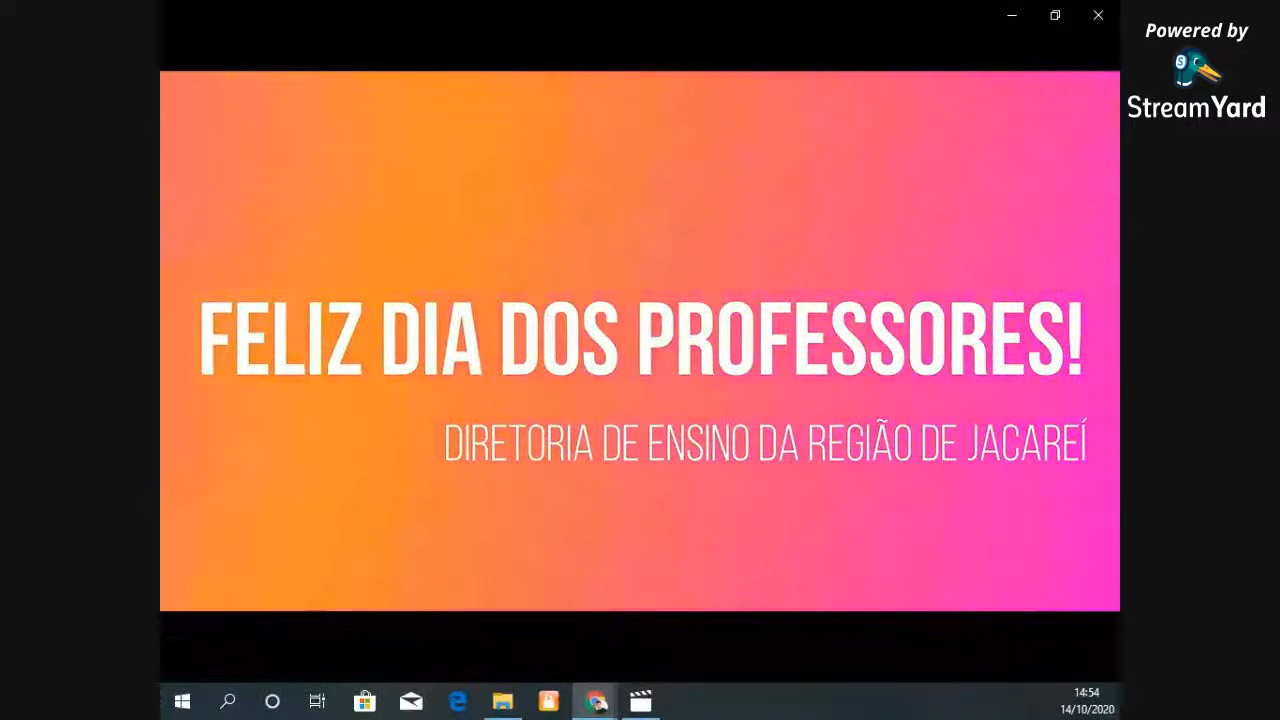 Powered by
StreamYard
FELIZ DIA DOS PROFESSORES!
DIRETORIA DE ENSINO DA REGIÃO DE JACAREÍ
14:54
14/10/2020